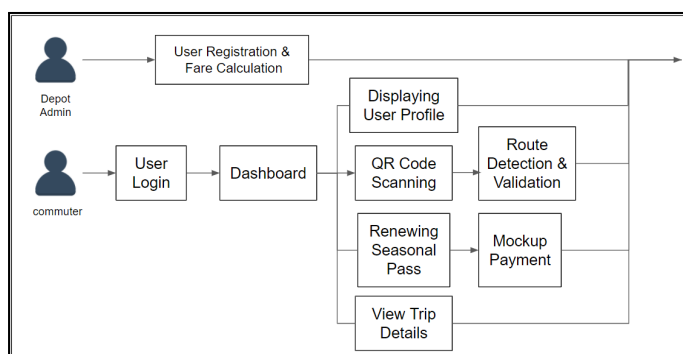 User Registration &
Fare Calculation
Depot
Admin
Displaying
User Profile
User
Login
Dashboard
QR Code
Scanning
Route
Detection &
Validation
commuter
Renewing
Seasonal
Pass
Mockup
Payment
View Trip
Details